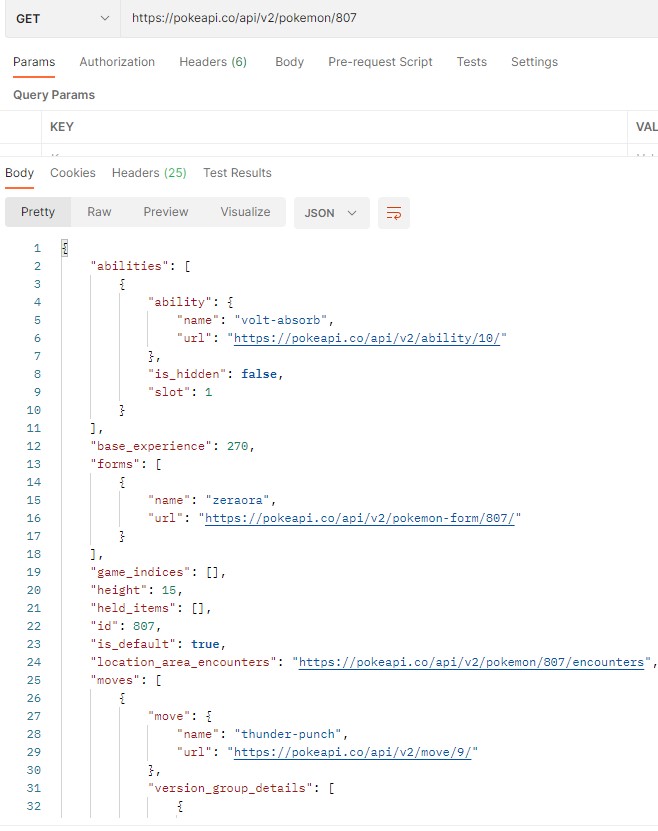 GET https://pokeapi.co/api/v2/pokemon/807
Params Authorization Headers (6) Body Pre-request Script Tests Settings
Query Params
KEY VAL
Body Cookies Headers (25) Test Results
Pretty Raw Preview Visualize JSON
1 {
2 "abilities": [
3 {
4 "ability": {
5 "name": "volt-absorb",
6 "url": "https://pokeapi.co/api/v2/ability/10/"
7 },
8 "is_hidden": false,
9 "slot": 1
10 }
11 ],
12 "base_experience": 270,
13 "forms": [
14 {
15 "name": "zeraora",
16 "url": "https://pokeapi.co/api/v2/pokemon-form/807/"
17 }
18 ],
19 "game_indices": [],
20 "height": 15,
21 "held_items": [],
22 "id": 807,
23 "is_default": true,
24 "location_area_encounters": "https://pokeapi.co/api/v2/pokemon/807/encounters",
25 "moves": [
26 {
27 "move": {
28 "name": "thunder-punch",
29 "url": "https://pokeapi.co/api/v2/move/9/"
30 },
31 "version_group_details": [
32 {